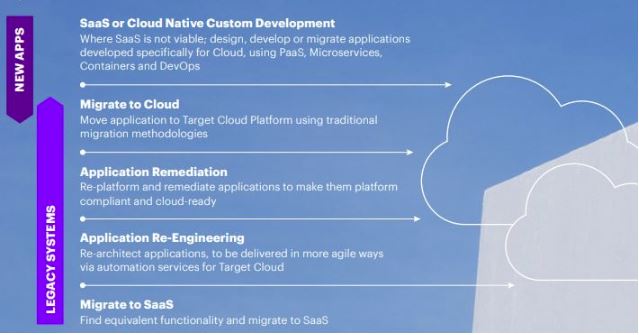 NEW APPS
SaaS or Cloud Native Custom Development
Where SaaS is not viable; design, develop or migrate applications
developed specifically for Cloud, using PaaS, Microservices,
Containers and DevOps
LEGACY SYSTEMS
Migrate to Cloud
Move application to Target Cloud Platform using traditional
migration methodologies
Application Remediation
Re-platform and remediate applications to make them platform
compliant and cloud-ready
Application Re-Engineering
Re-architect applications, to be delivered in more agile ways
via automation services for Target Cloud
Migrate to SaaS
Find equivalent functionality and migrate to SaaS